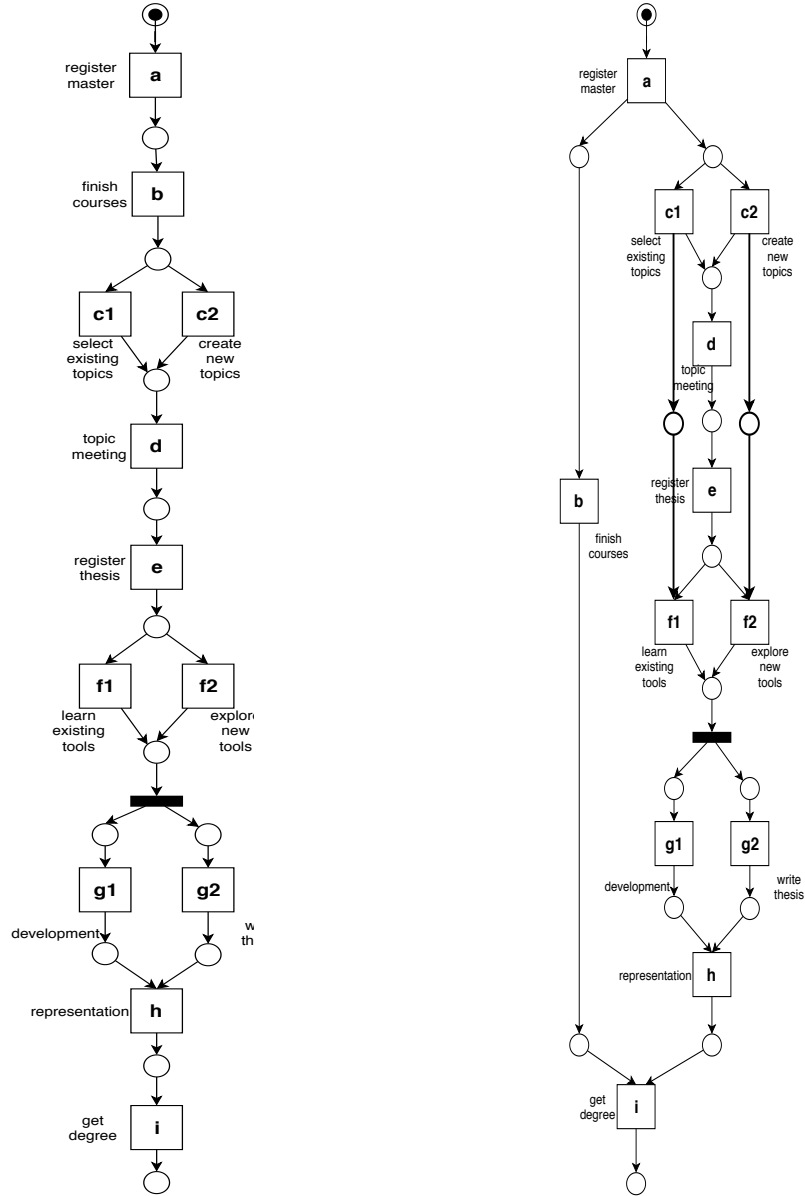 register
master
a
finish
courses
b
c1
c2
select
existing
topics
create
new
topics
topic
meeting
d
register
thesis
e
f1
f2
learn
existing
tools
new
tools
g1
g2
development
representation
h
get
degree
i
register
master
a
c1
c2
select
existing
topics
create
new
topics
d
topic
meeting
b
finish
courses
register
thesis
e
f1
f2
learn
existing
tools
explore
new
tools
g1
g2
development
write
thesis
representation
h
get
degree
i